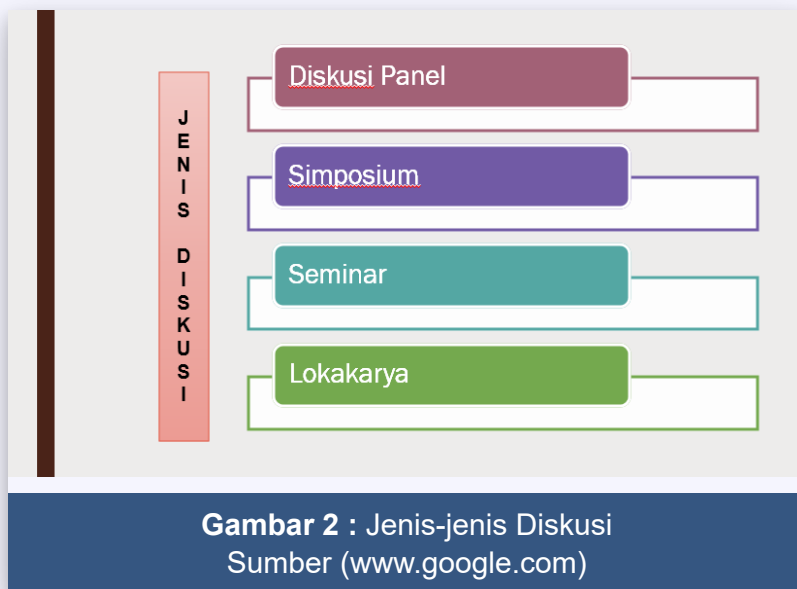 JENIS DISKUSI
Diskusi Panel
Simposium
Seminar
Lokakarya
Gambar 2 : Jenis-jenis Diskusi
Sumber (www.google.com)